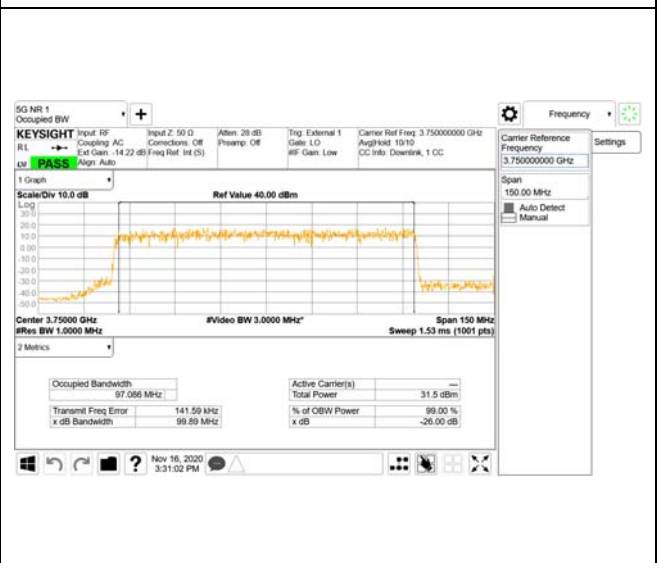 5G NR 1
Occupied BW
Frequency
KEYSIGHT
RL
LV PASS
Input: RF
Coupling: AC
Ext Gain: -14.22 dB
Align: Auto
Input Z: 50 Ω
Corrections: Off
Freq Ref: Int (S)
Atten: 28 dB
Preamp: Off
Trig: External 1
Gate: LO
#IF Gain: Low
Carrier Ref Freq: 3.750000000 GHz
Avg|Hold: 10/10
CC Info: Downlink, 1 CC
Carrier Reference
Frequency
3.750000000 GHz
Settings
Span
150.00 MHz
Auto Detect
Manual
1 Graph
Scale/Div 10.0 dB
Ref Value 40.00 dBm
Log
30.0
20.0
10.0
0.00
-10.0
-20.0
-30.0
-40.0
-50.0
Center 3.75000 GHz
#Video BW 3.0000 MHz*
Span 150 MHz
#Res BW 1.0000 MHz
Sweep 1.53 ms (1001 pts)
2 Metrics
Occupied Bandwidth
97.086 MHz
Active Carrier(s)
---
Total Power
31.5 dBm
Transmit Freq Error
141.59 kHz
% of OBW Power
99.00 %
x dB Bandwidth
99.89 MHz
x dB
-26.00 dB
Nov 16, 2020
3:31:02 PM